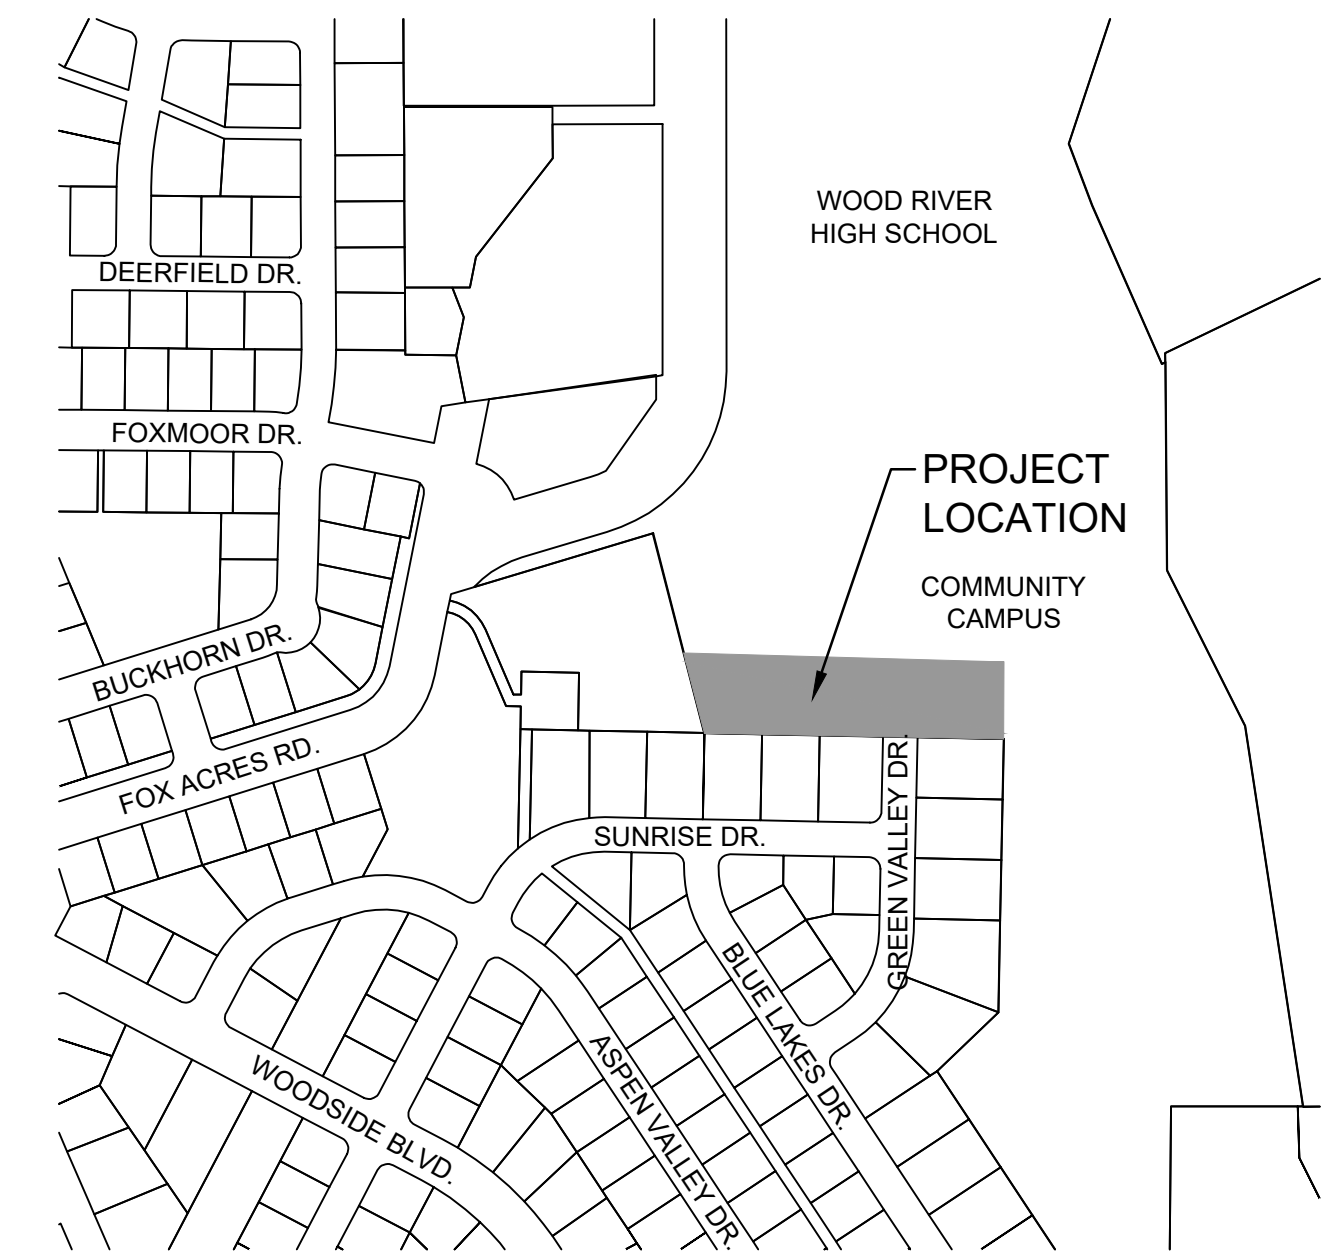 WOOD RIVER
HIGH SCHOOL
DEERFIELD DR.
FOXMOOR DR.
PROJECT
LOCATION
COMMUNITY
CAMPUS
BUCKHORN DR.
FOX ACRES RD.
SUNRISE DR.
GREEN VALLEY DR.
BLUE LAKES DR.
ASPEN VALLEY DR.
WOODSIDE BLVD.